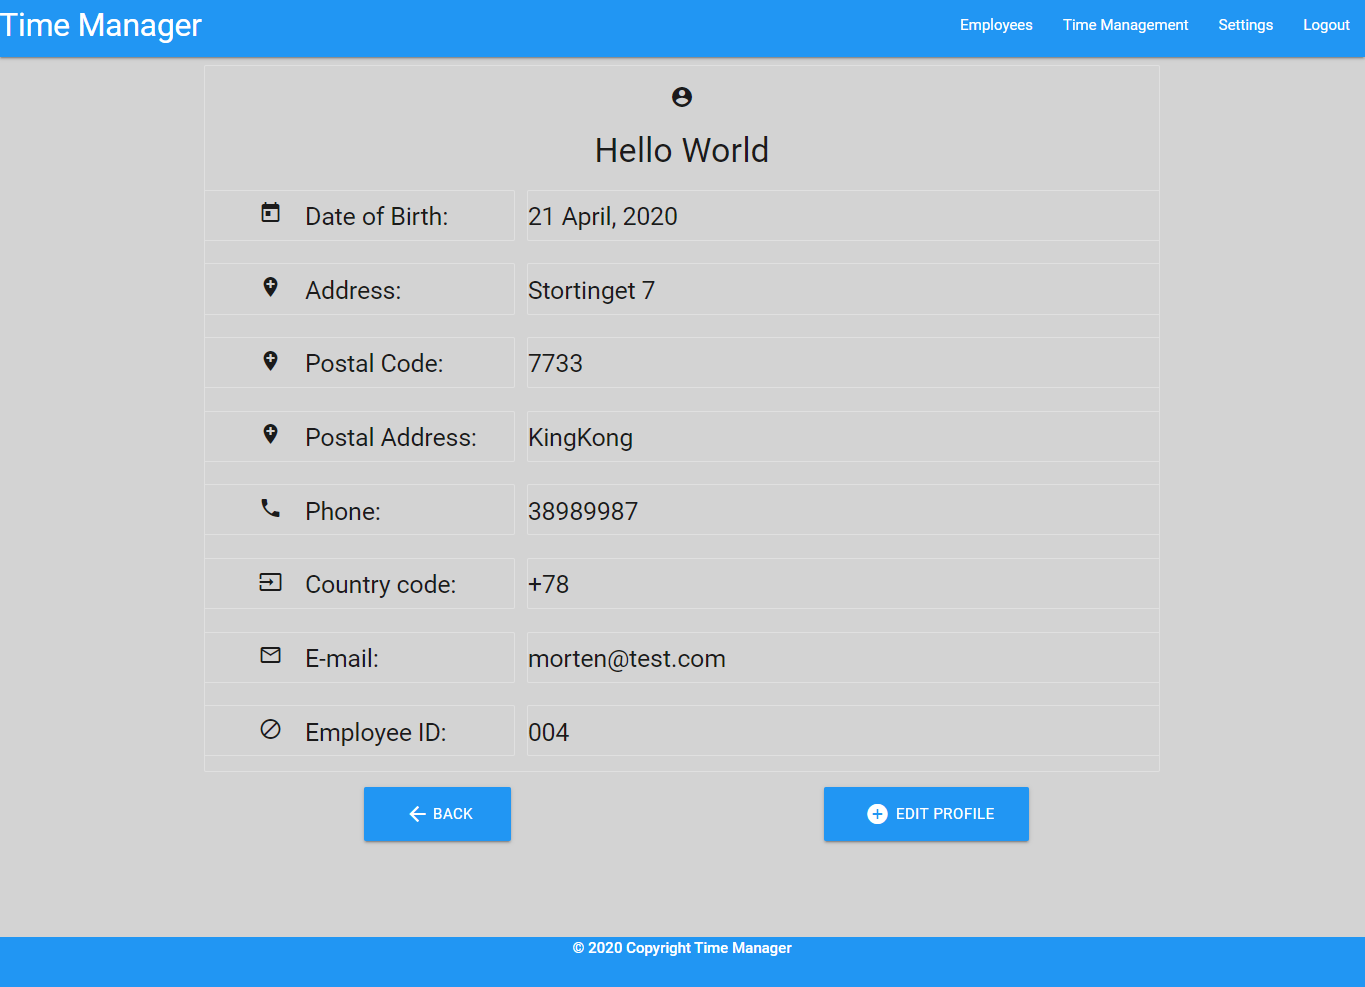 Time Manager
Employees Time Management Settings Logout
Hello World
Date of Birth: 21 April, 2020
Address: Stortinget 7
Postal Code: 7733
Postal Address: KingKong
Phone: 38989987
Country code: +78
E-mail: morten@test.com
Employee ID: 004
BACK EDIT PROFILE
© 2020 Copyright Time Manager